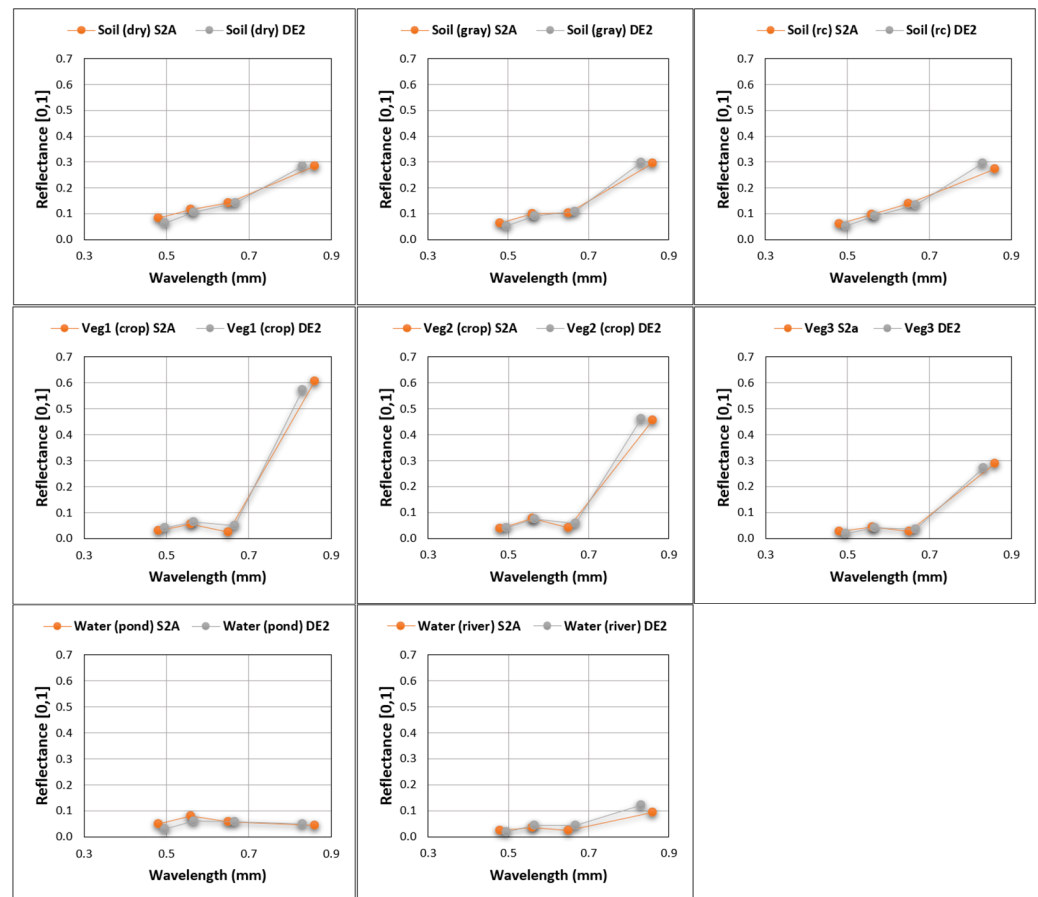 Soil (dry) S2A Soil (dry) DE2
0.7
0.6
0.5
0.4
0.3
0.2
0.1
0.0
Reflectance [0,1]
0.3 0.5 0.7 0.9
Wavelength (mm)
Soil (gray) S2A Soil (gray) DE2
0.7
0.6
0.5
0.4
0.3
0.2
0.1
0.0
Reflectance [0,1]
0.3 0.5 0.7 0.9
Wavelength (mm)
Soil (rc) S2A Soil (rc) DE2
0.7
0.6
0.5
0.4
0.3
0.2
0.1
0.0
Reflectance [0,1]
0.3 0.5 0.7 0.9
Wavelength (mm)
Veg1 (crop) S2A Veg1 (crop) DE2
0.7
0.6
0.5
0.4
0.3
0.2
0.1
0.0
Reflectance [0,1]
0.3 0.5 0.7 0.9
Wavelength (mm)
Veg2 (crop) S2A Veg2 (crop) DE2
0.7
0.6
0.5
0.4
0.3
0.2
0.1
0.0
Reflectance [0,1]
0.3 0.5 0.7 0.9
Wavelength (mm)
Veg3 S2a Veg3 DE2
0.7
0.6
0.5
0.4
0.3
0.2
0.1
0.0
Reflectance [0,1]
0.3 0.5 0.7 0.9
Wavelength (mm)
Water (pond) S2A Water (pond) DE2
0.7
0.6
0.5
0.4
0.3
0.2
0.1
0.0
Reflectance [0,1]
0.3 0.5 0.7 0.9
Wavelength (mm)
Water (river) S2A Water (river) DE2
0.7
0.6
0.5
0.4
0.3
0.2
0.1
0.0
Reflectance [0,1]
0.3 0.5 0.7 0.9
Wavelength (mm)